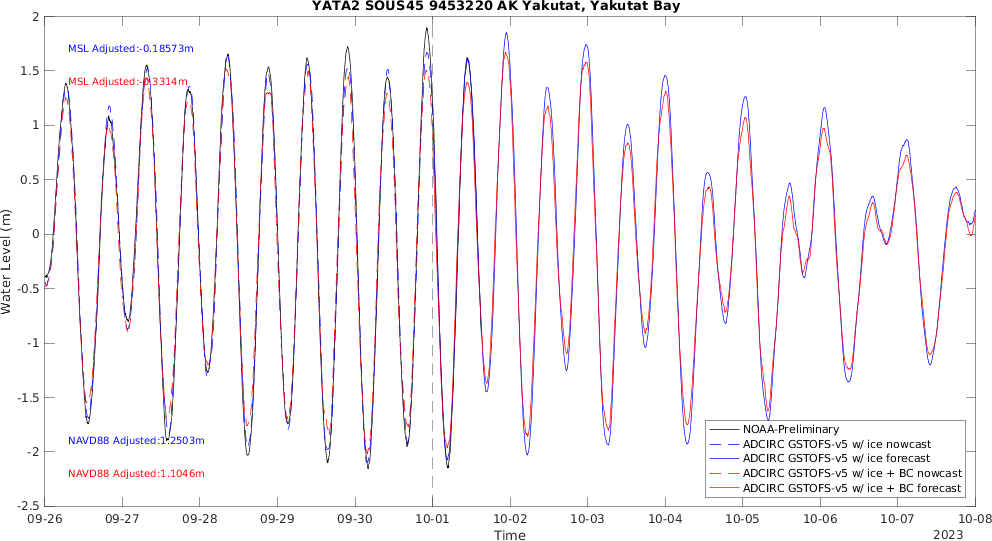 YATA2 SOUS45 9453220 AK Yakutat, Yakutat Bay
2
1.5
1
0.5
0
-0.5
-1
-1.5
-2
-2.5
Water Level (m)
MSL Adjusted:-0.18573m
MSL Adjusted:-0.3314m
NAVD88 Adjusted:1.2503m
NAVD88 Adjusted:1.1046m
NOAA-Preliminary
ADCIRC GSTOFS-v5 w/ ice nowcast
ADCIRC GSTOFS-v5 w/ ice forecast
ADCIRC GSTOFS-v5 w/ ice + BC nowcast
ADCIRC GSTOFS-v5 w/ ice + BC forecast
09-26 09-27 09-28 09-29 09-30 10-01 10-02 10-03 10-04 10-05 10-06 10-07 10-08
Time
2023